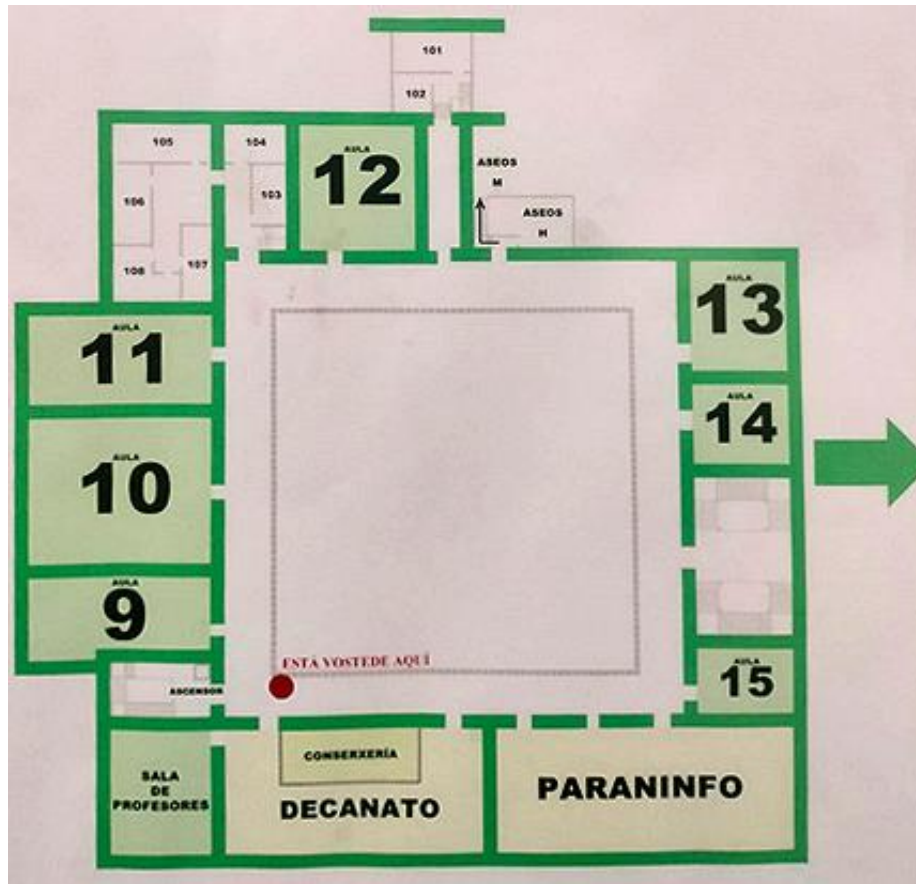 101
102
105
104
AULA
12
103
106
ASEOS
M
ASEOS
H
107
108
AULA
13
AULA
11
AULA
14
AULA
10
AULA
9
ESTÁ VOSTEDE AQUÍ
ASCENSOR
AULA
15
CONSERXERÍA
SALA
DE
PROFESORES
DECANATO
PARANINFO